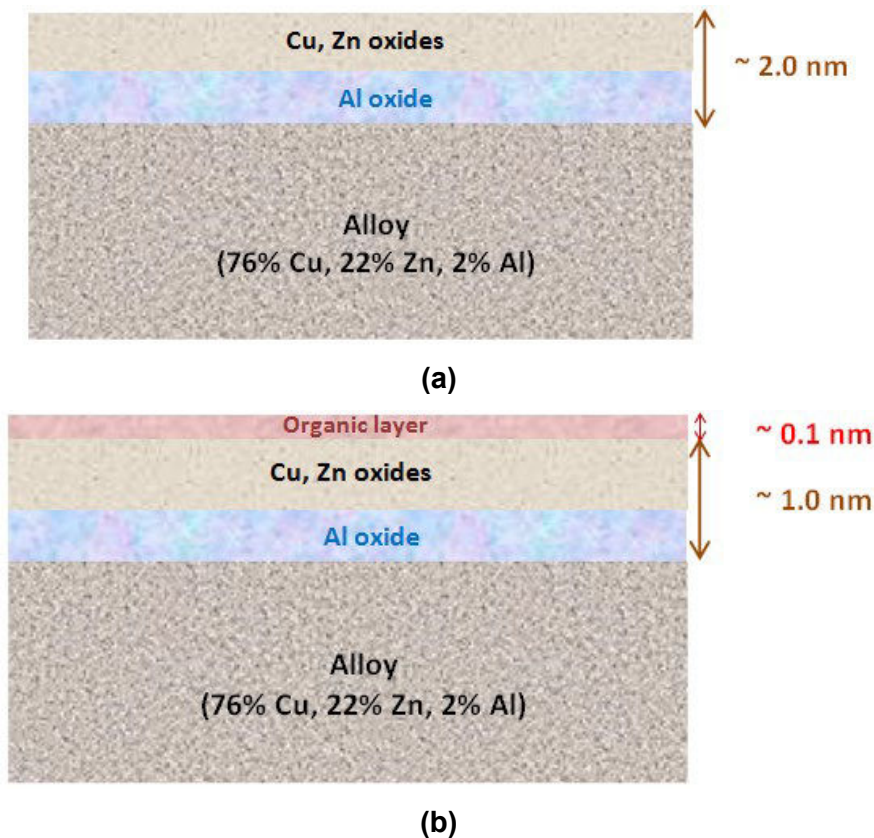 Cu, Zn oxides
~ 2.0 nm
Al oxide
Alloy
(76% Cu, 22% Zn, 2% Al)
(a)
Organic layer
~ 0.1 nm
Cu, Zn oxides
~ 1.0 nm
Al oxide
Alloy
(76% Cu, 22% Zn, 2% Al)
(b)